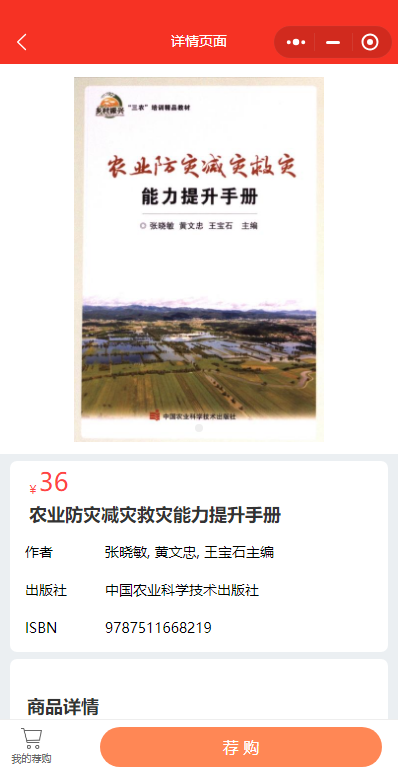 详情页面
乡村振兴
“三农”培训精品教材
农业防灾减灾救灾
能力提升手册
张晓敏 黄文忠 王宝石 主编
中国农业科学技术出版社
¥36
农业防灾减灾救灾能力提升手册
作者 张晓敏, 黄文忠, 王宝石主编
出版社 中国农业科学技术出版社
ISBN 9787511668219
商品详情
我的荐购
荐 购